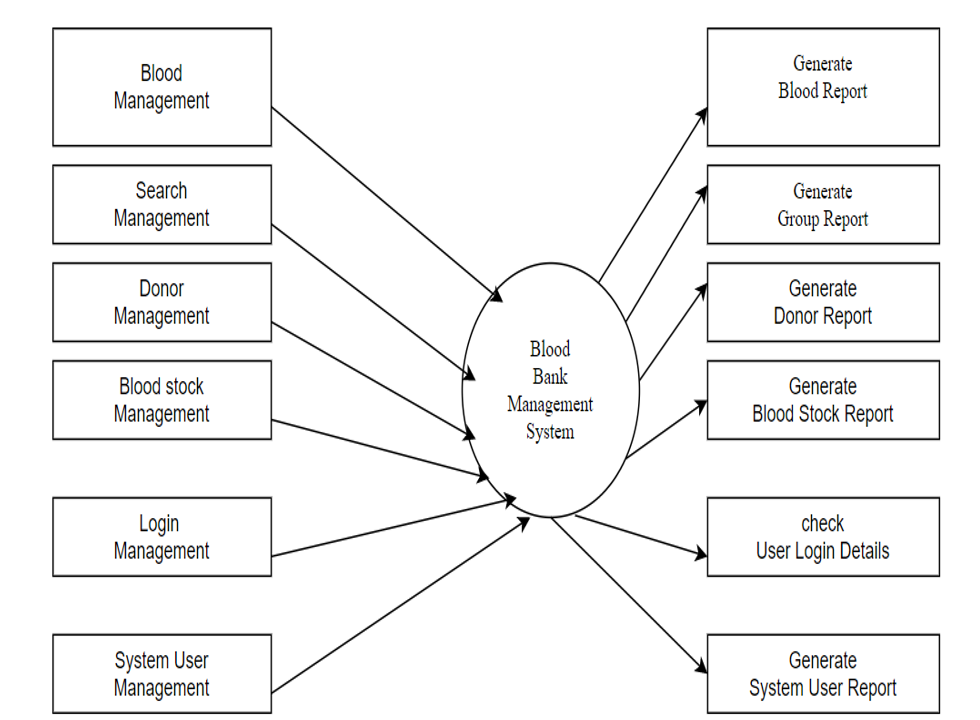 Blood
Management
Search
Management
Donor
Management
Blood stock
Management
Login
Management
System User
Management
Blood
Bank
Management
System
Generate
Blood Report
Generate
Group Report
Generate
Donor Report
Generate
Blood Stock Report
check
User Login Details
Generate
System User Report